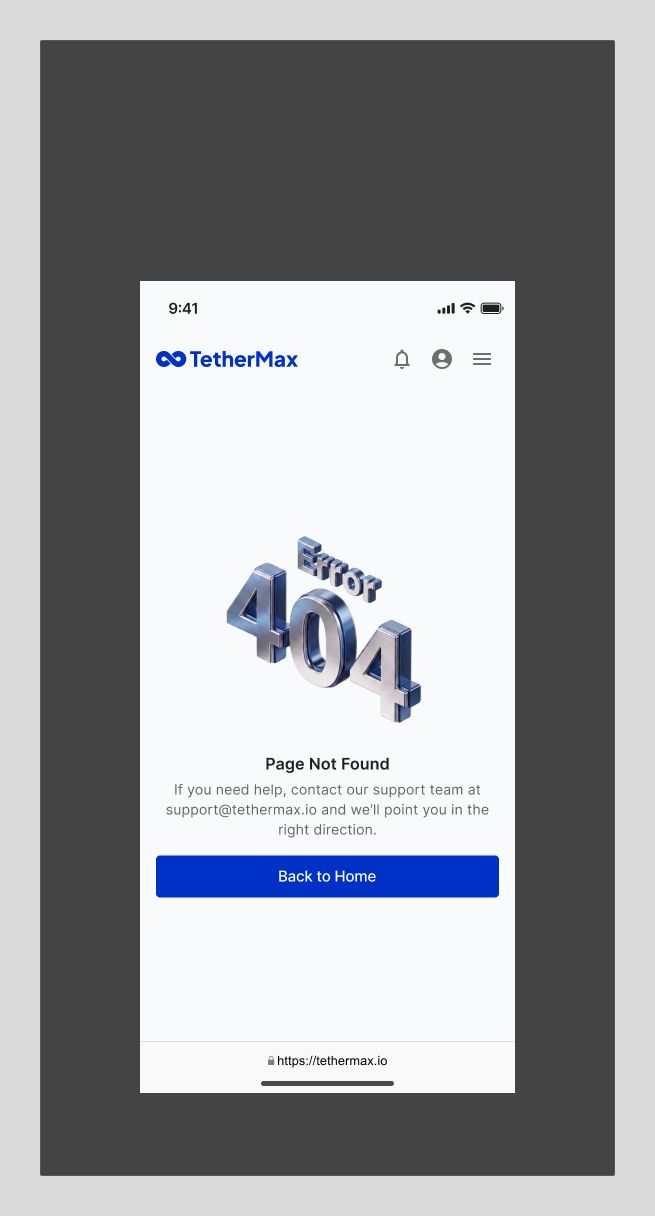 9:41
TetherMax
Error
404
Page Not Found
If you need help, contact our support team at
support@tethermax.io and we’ll point you in the
right direction.
Back to Home
https://tethermax.io